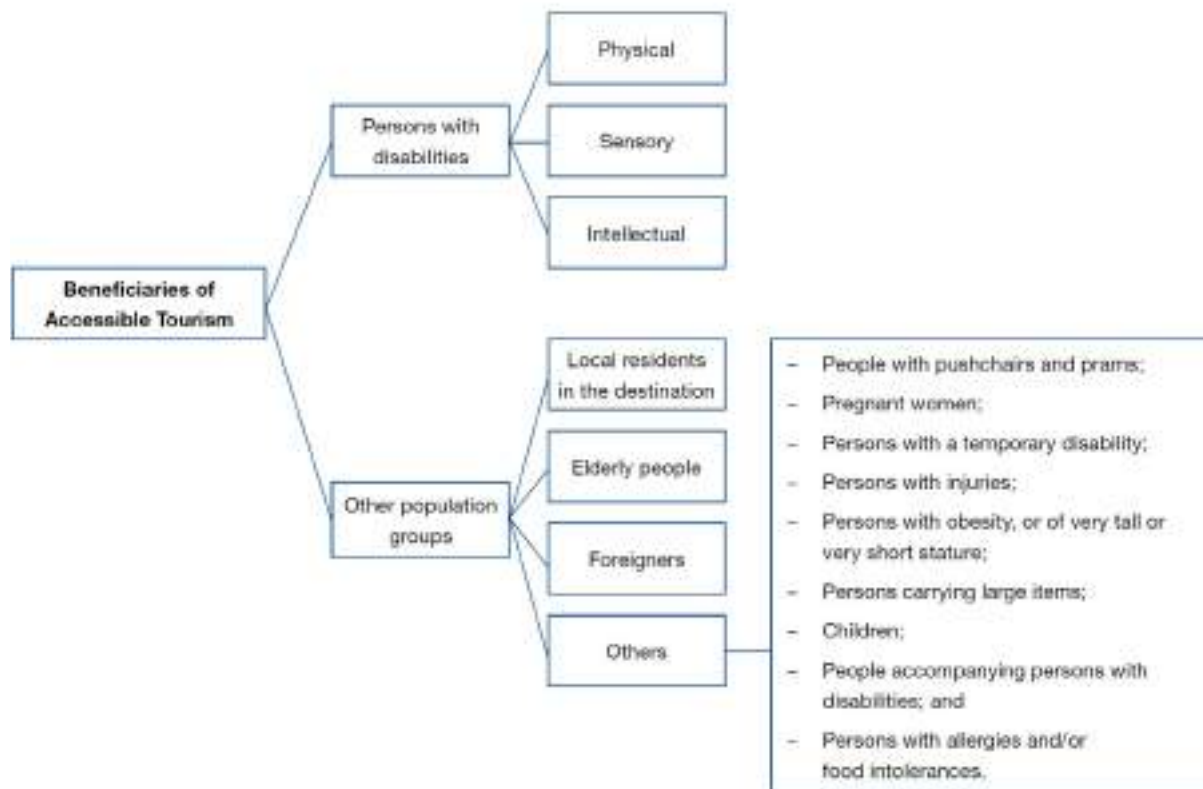 Physical
Persons with
disabilities
Sensory
Intellectual
Beneficiaries of
Accessible Tourism
Local residents
in the destination
Elderly people
Other population
groups
Foreigners
Others
– People with pushchairs and prams;
– Pregnant women;
– Persons with a temporary disability;
– Persons with injuries;
– Persons with obesity, or of very tall or
very short stature;
– Persons carrying large items;
– Children;
– People accompanying persons with
disabilities; and
– Persons with allergies and/or
food intolerances.